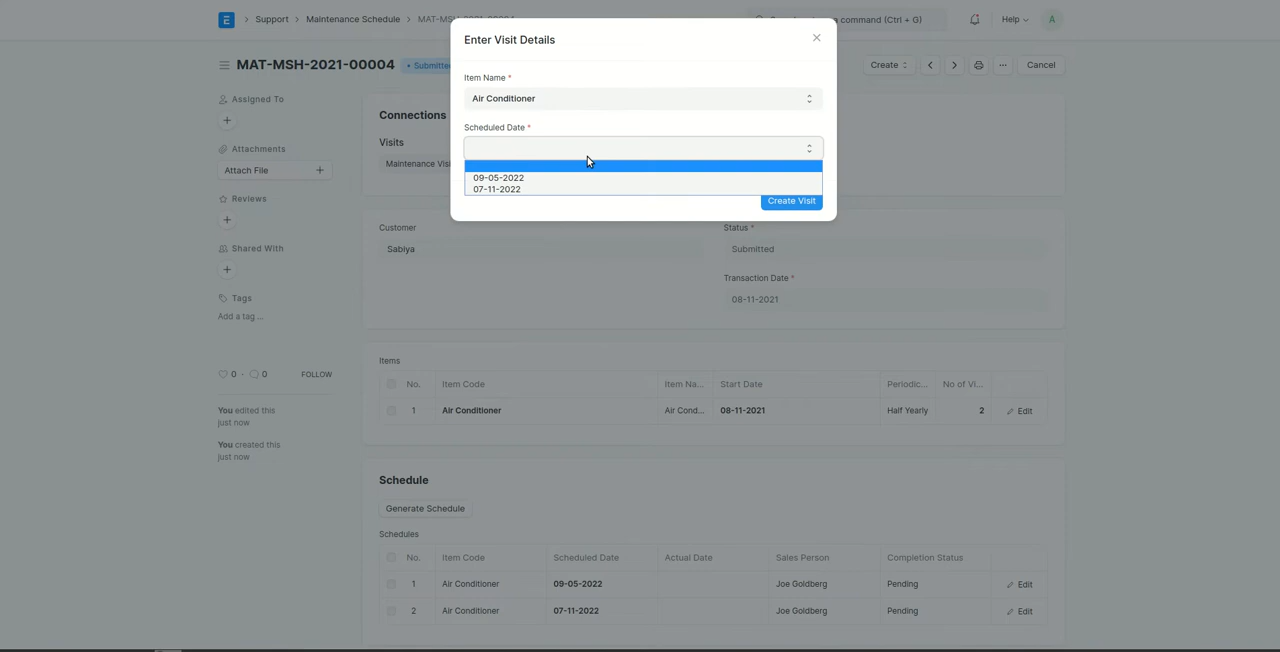 E > Support > Maintenance Schedule > MAT-MSH-2021-00004
command (Ctrl + G)
Help
A
MAT-MSH-2021-00004
• Submitted
Create
...
Cancel
Assigned To
Attachments
Attach File
Reviews
Shared With
Tags
Add a tag ...
0 · 0 FOLLOW
You edited this
just now
You created this
just now
Enter Visit Details
Item Name *
Air Conditioner
Scheduled Date *
09-05-2022
07-11-2022
Create Visit
Connections
Visits
Maintenance Visi
Customer
Sabiya
Status *
Submitted
Transaction Date *
08-11-2021
Items
No. Item Code Item Na... Start Date Periodic... No of Vi...
1 Air Conditioner Air Cond... 08-11-2021 Half Yearly 2 Edit
Schedule
Generate Schedule
Schedules
No. Item Code Scheduled Date Actual Date Sales Person Completion Status
1 Air Conditioner 09-05-2022 Joe Goldberg Pending Edit
2 Air Conditioner 07-11-2022 Joe Goldberg Pending Edit